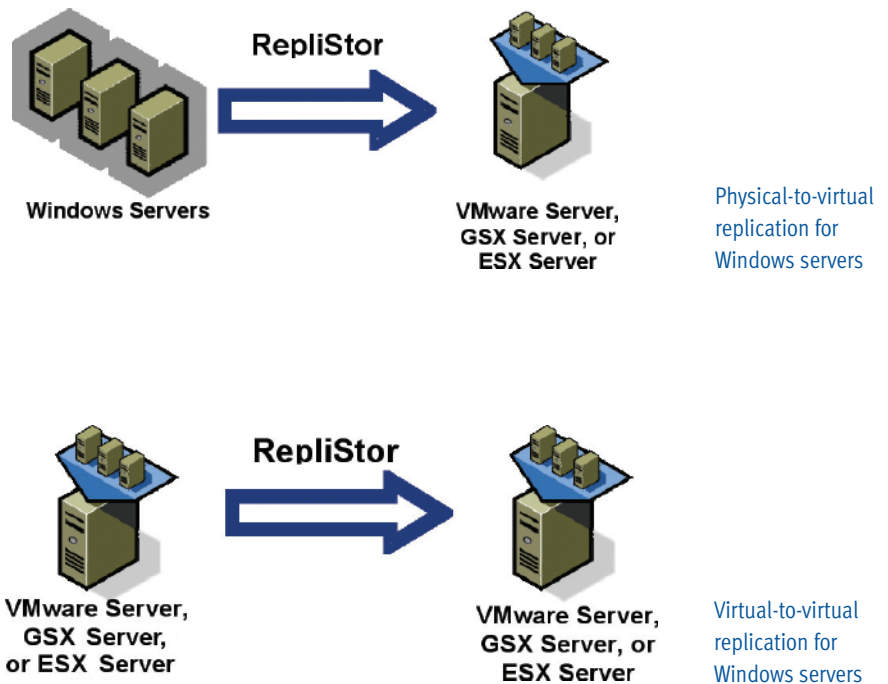 RepliStor
Windows Servers
VMware Server,
GSX Server, or
ESX Server
Physical-to-virtual
replication for
Windows servers
RepliStor
VMware Server,
GSX Server,
or ESX Server
VMware Server,
GSX Server, or
ESX Server
Virtual-to-virtual
replication for
Windows servers